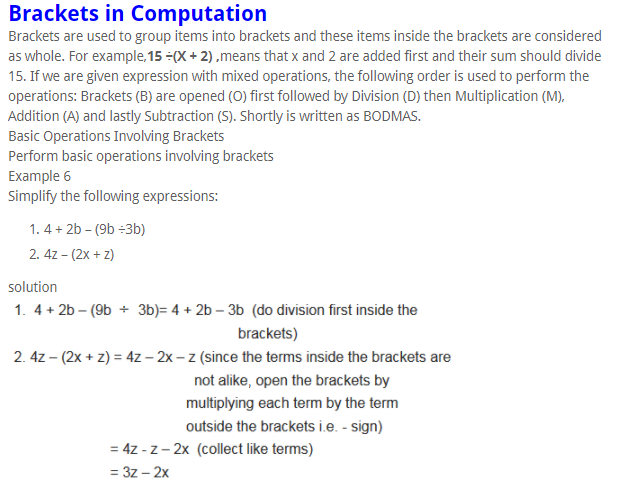 Brackets in Computation
Brackets are used to group items into brackets and these items inside the brackets are considered
as whole. For example,15 ÷(X + 2) ,means that x and 2 are added first and their sum should divide
15. If we are given expression with mixed operations, the following order is used to perform the
operations: Brackets (B) are opened (O) first followed by Division (D) then Multiplication (M),
Addition (A) and lastly Subtraction (S). Shortly is written as BODMAS.
Basic Operations Involving Brackets
Perform basic operations involving brackets
Example 6
Simplify the following expressions:
1. 4 + 2b – (9b ÷3b)
2. 4z – (2x + z)
solution
1. 4 + 2b – (9b ÷ 3b)= 4 + 2b – 3b (do division first inside the
brackets)
2. 4z – (2x + z) = 4z – 2x – z (since the terms inside the brackets are
not alike, open the brackets by
multiplying each term by the term
outside the brackets i.e. - sign)
= 4z - z – 2x (collect like terms)
= 3z – 2x